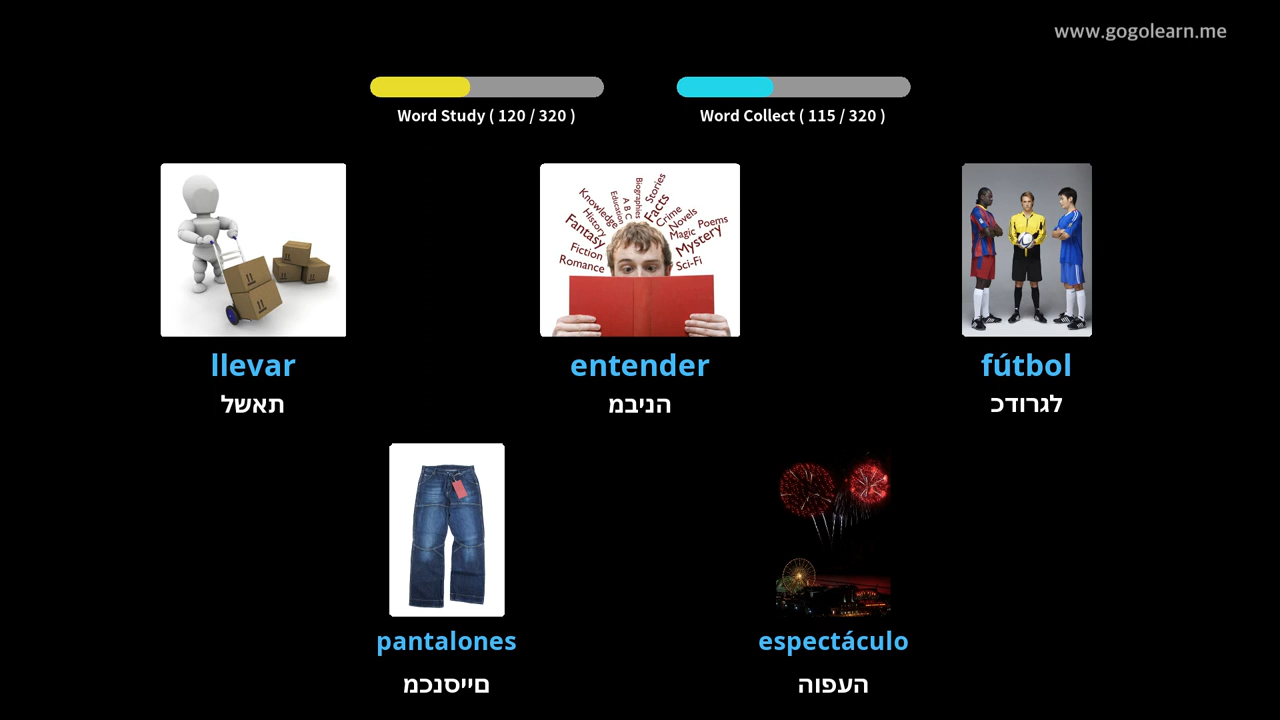 www.gogolearn.me
Word Study ( 120 / 320 )
Word Collect ( 115 / 320 )
Knowledge
History
Fantasy
Fiction
Romance
Education
A B C
Biographies
Stories
Facts
Crime
Novels
Magic
Poems
Mystery
Sci-Fi
llevar
תאשל
entender
הניבמ
fútbol
לגרודכ
pantalones
םייסנכמ
espectáculo
העפוה